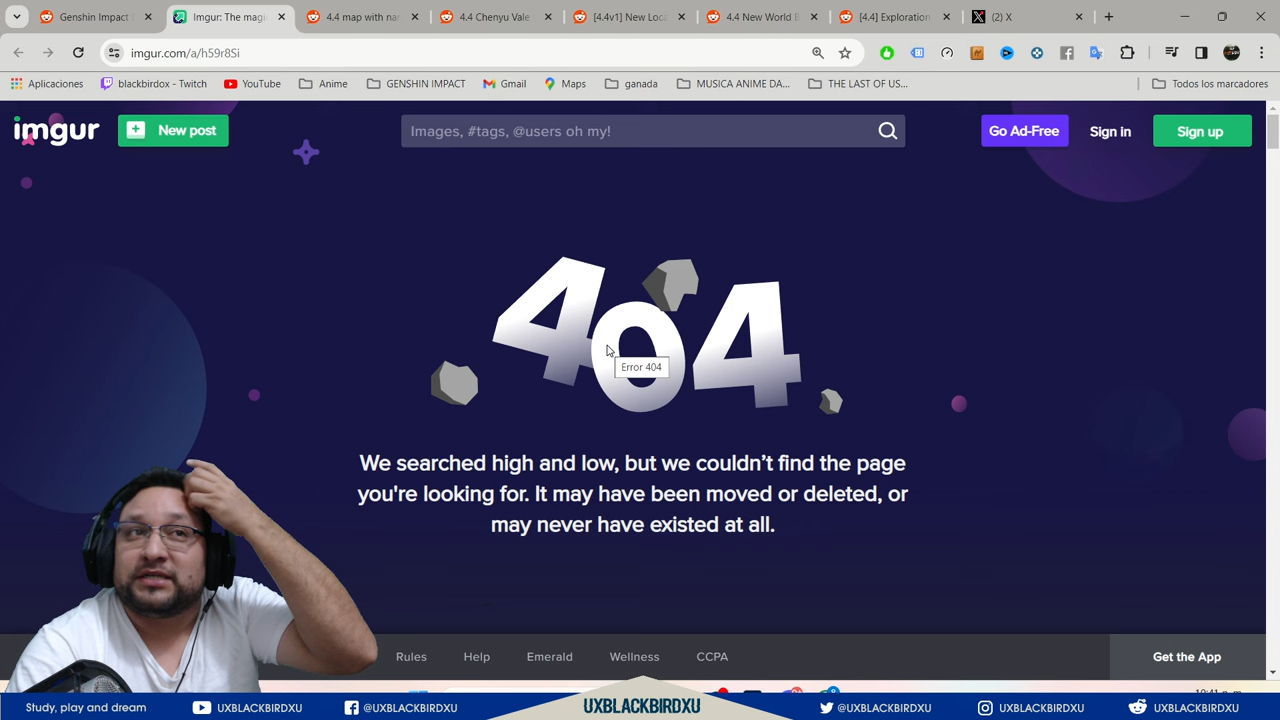 Genshin Impact
Imgur: The magi
4.4 map with nar
4.4 Chenyu Vale
[4.4v1] New Loca
4.4 New World B
[4.4] Exploration
(2) X
imgur.com/a/h59r8Si
Aplicaciones
blackbirdox - Twitch
YouTube
Anime
GENSHIN IMPACT
Gmail
Maps
ganada
MUSICA ANIME DA...
THE LAST OF US...
Todos los marcadores
imgur
New post
Images, #tags, @users oh my!
Go Ad-Free
Sign in
Sign up
404
Error 404
We searched high and low, but we couldn't find the page
you're looking for. It may have been moved or deleted, or
may never have existed at all.
Rules
Help
Emerald
Wellness
CCPA
Get the App
Study, play and dream
UXBLACKBIRDXU
@UXBLACKBIRDXU
UXBLACKBIRDXU
@UXBLACKBIRDXU
UXBLACKBIRDXU
UXBLACKBIRDXU